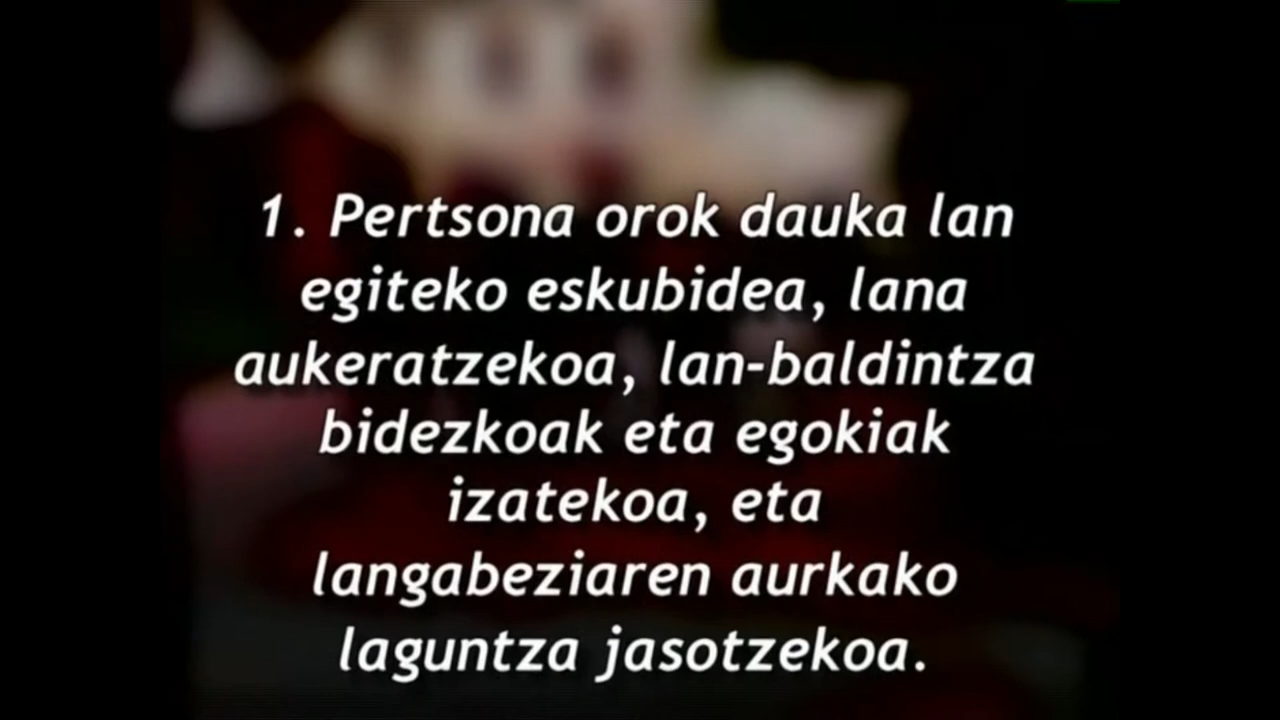 1. Pertsona orok dauka lan
egiteko eskubidea, lana
aukeratzekoa, lan-baldintza
bidezkoak eta egokiak
izatekoa, eta
langabeziaren aurkako
laguntza jasotzekoa.